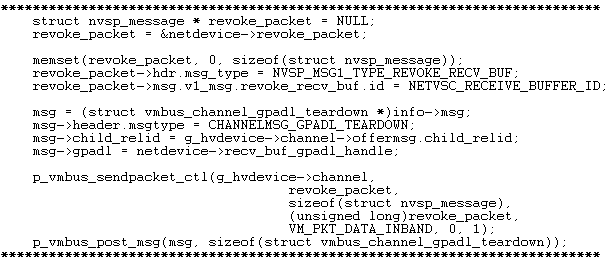 ****************************************************************************
struct nvsp_message * revoke_packet = NULL;
revoke_packet = &netdevice->revoke_packet;
memset(revoke_packet, 0, sizeof(struct nvsp_message));
revoke_packet->hdr.msg_type = NVSP_MSG1_TYPE_REVOKE_RECV_BUF;
revoke_packet->msg.v1_msg.revoke_recv_buf.id = NETVSC_RECEIVE_BUFFER_ID;
msg = (struct vmbus_channel_gpadl_teardown *)info->msg;
msg->header.msgtype = CHANNELMSG_GPADL_TEARDOWN;
msg->child_relid = g_hvdevice->channel->offermsg.child_relid;
msg->gpadl = netdevice->recv_buf_gpadl_handle;
p_vmbus_sendpacket_ctl(g_hvdevice->channel,
revoke_packet,
sizeof(struct nvsp_message),
(unsigned long)revoke_packet,
VM_PKT_DATA_INBAND, 0, 1);
p_vmbus_post_msg(msg, sizeof(struct vmbus_channel_gpadl_teardown));
****************************************************************************